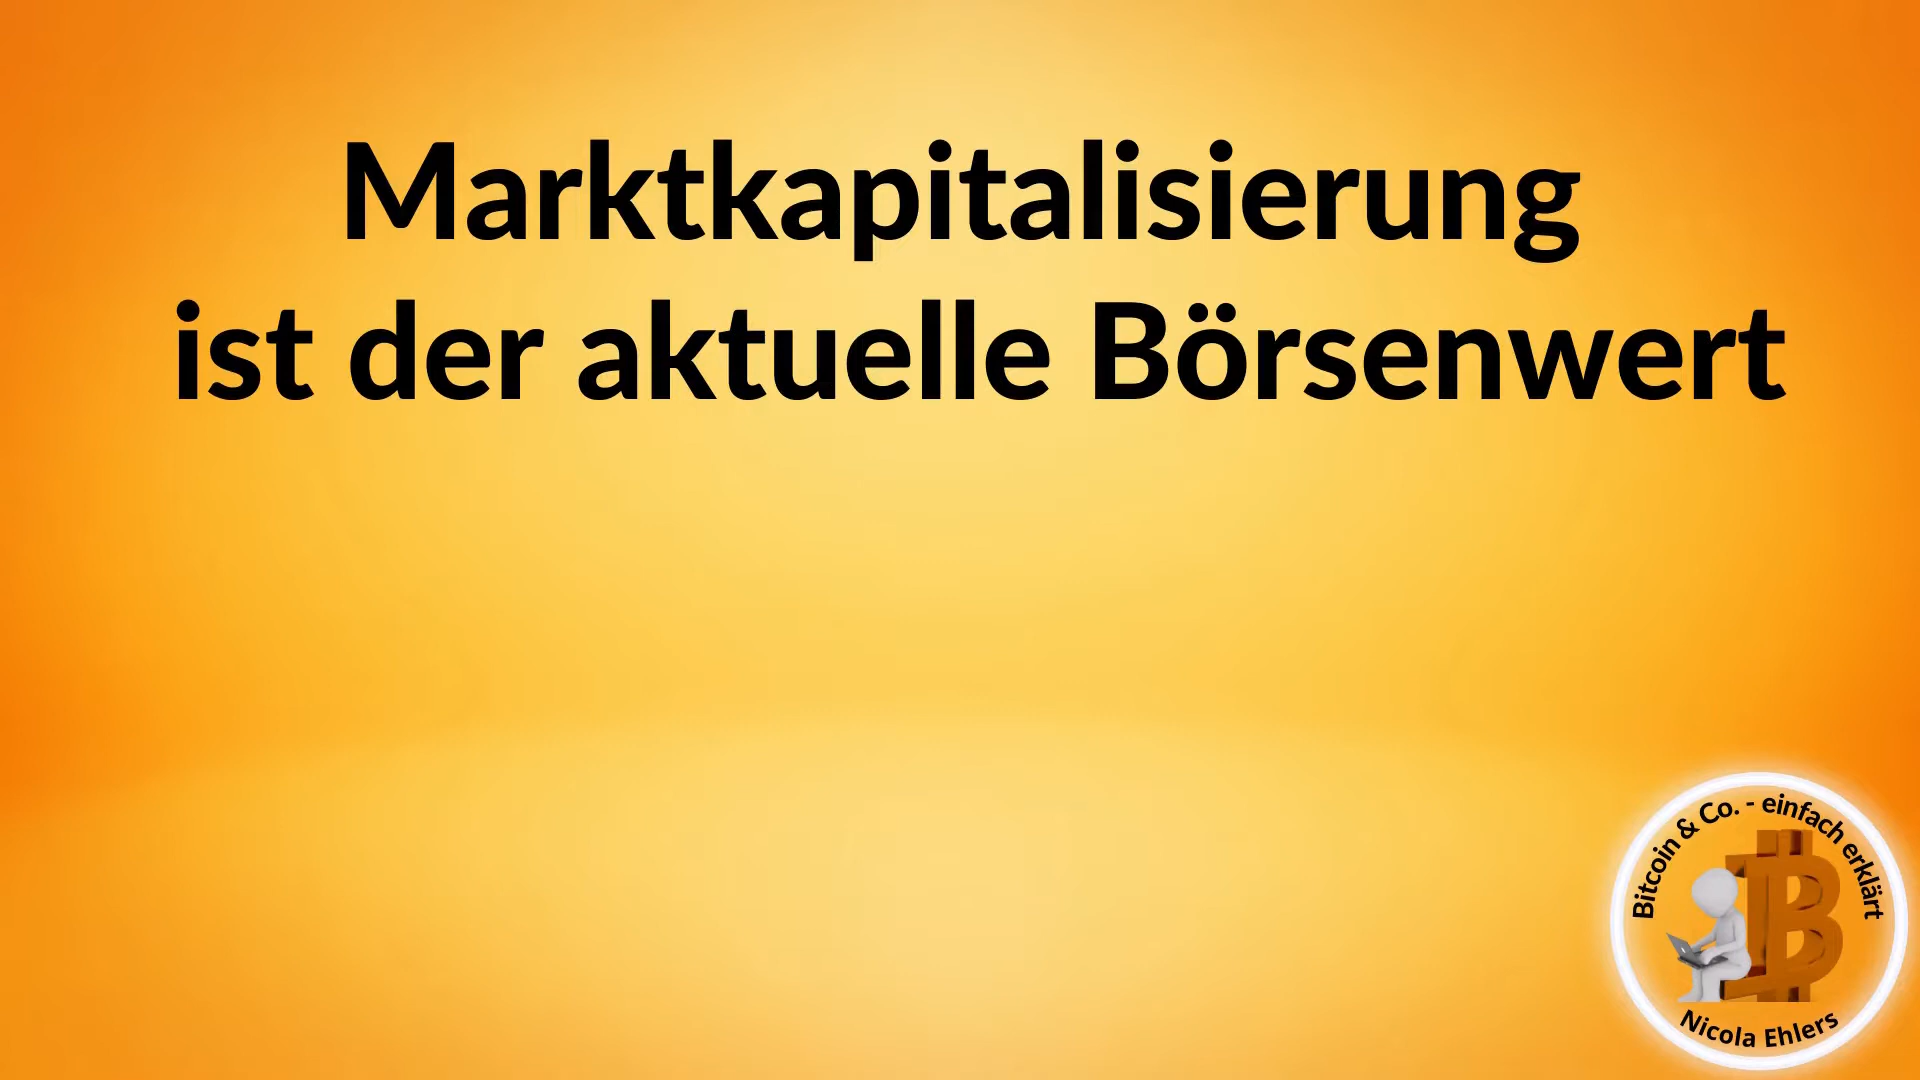 Marktkapitalisierung
ist der aktuelle Börsenwert
Bitcoin & Co. - einfach erklärt
Nicola Ehlers